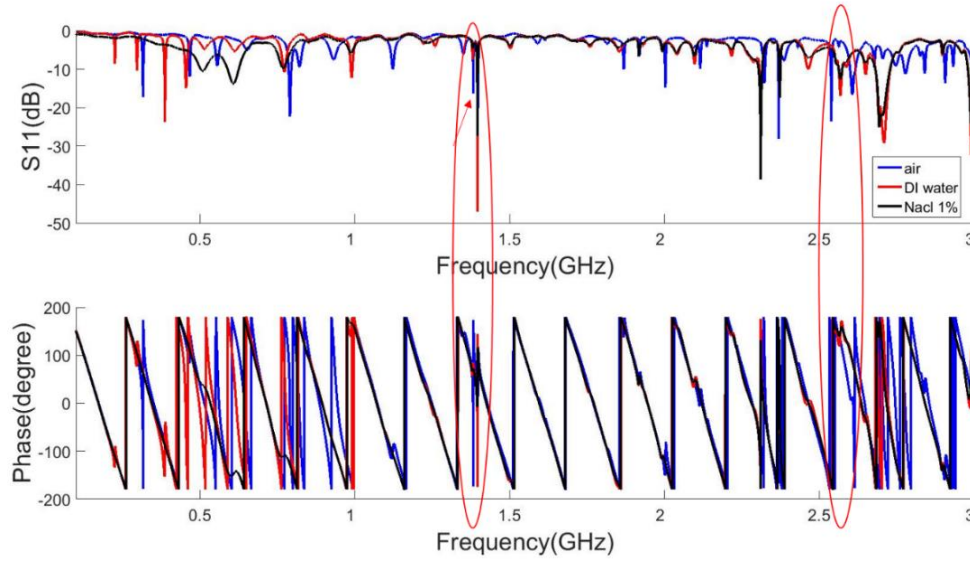 0
-10
-20
-30
-40
-50
S11(dB)
air
DI water
Nacl 1%
0.5 1 1.5 2 2.5 3
Frequency(GHz)
200
100
0
-100
-200
Phase(degree)
0.5 1 1.5 2 2.5 3
Frequency(GHz)